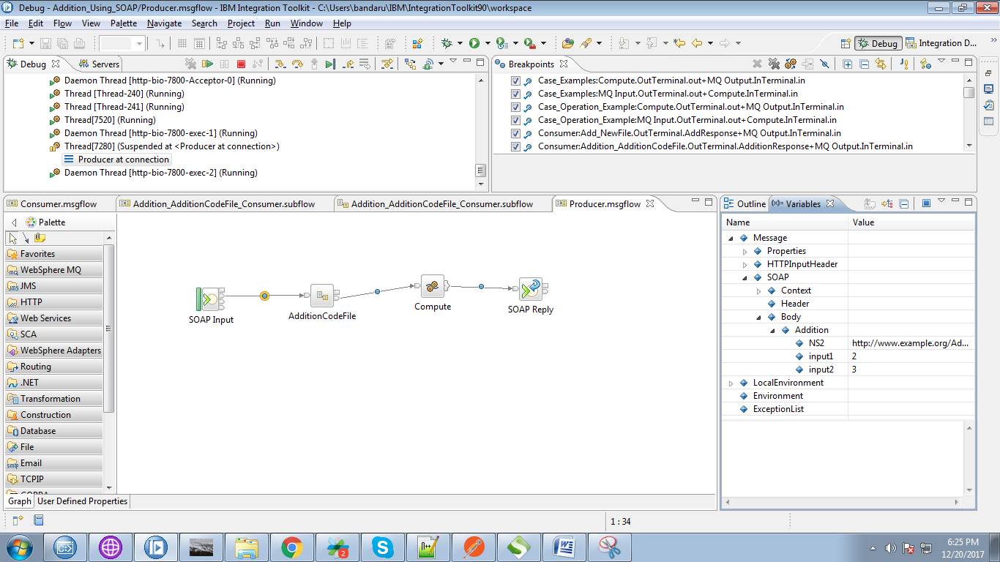 Debug - Addition_Using_SOAP/Producer.msgflow - IBM Integration Toolkit - C:\Users\bandaru\IBM\IntegrationToolkit90\workspace
File Edit Flow View Palette Navigate Search Project Run Window Help
Debug Integration D...
Debug Servers
Daemon Thread [http-bio-7800-Acceptor-0] (Running)
Thread [Thread-240] (Running)
Thread [Thread-241] (Running)
Thread[7520] (Running)
Daemon Thread [http-bio-7800-exec-1] (Running)
Thread[7280] (Suspended at <Producer at connection>)
Producer at connection
Daemon Thread [http-bio-7800-exec-2] (Running)
Breakpoints
Case_Examples:Compute.OutTerminal.out+MQ Output.InTerminal.in
Case_Examples:MQ Input.OutTerminal.out+Compute.InTerminal.in
Case_Operation_Example:Compute.OutTerminal.out+MQ Output.InTerminal.in
Case_Operation_Example:MQ Input.OutTerminal.out+Compute.InTerminal.in
Consumer:Add_NewFile.OutTerminal.AddResponse+MQ Output.InTerminal.in
Consumer:Addition_AdditionCodeFile.OutTerminal.AdditionResponse+MQ Output.InTerminal.in
Consumer.msgflow Addition_AdditionCodeFile_Consumer.subflow Addition_AdditionCodeFile_Consumer.subflow Producer.msgflow
Palette
Favorites
WebSphere MQ
JMS
HTTP
Web Services
SCA
WebSphere Adapters
Routing
.NET
Transformation
Construction
Database
File
Email
TCPIP
SOAP Input
AdditionCodeFile
Compute
SOAP Reply
Graph User Defined Properties
Outline (x)= Variables
Name Value
Message
Properties
HTTPInputHeader
SOAP
Context
Header
Body
Addition
NS2 http://www.example.org/Ad...
input1 2
input2 3
LocalEnvironment
Environment
ExceptionList
1 : 34
2
6:25 PM
12/20/2017